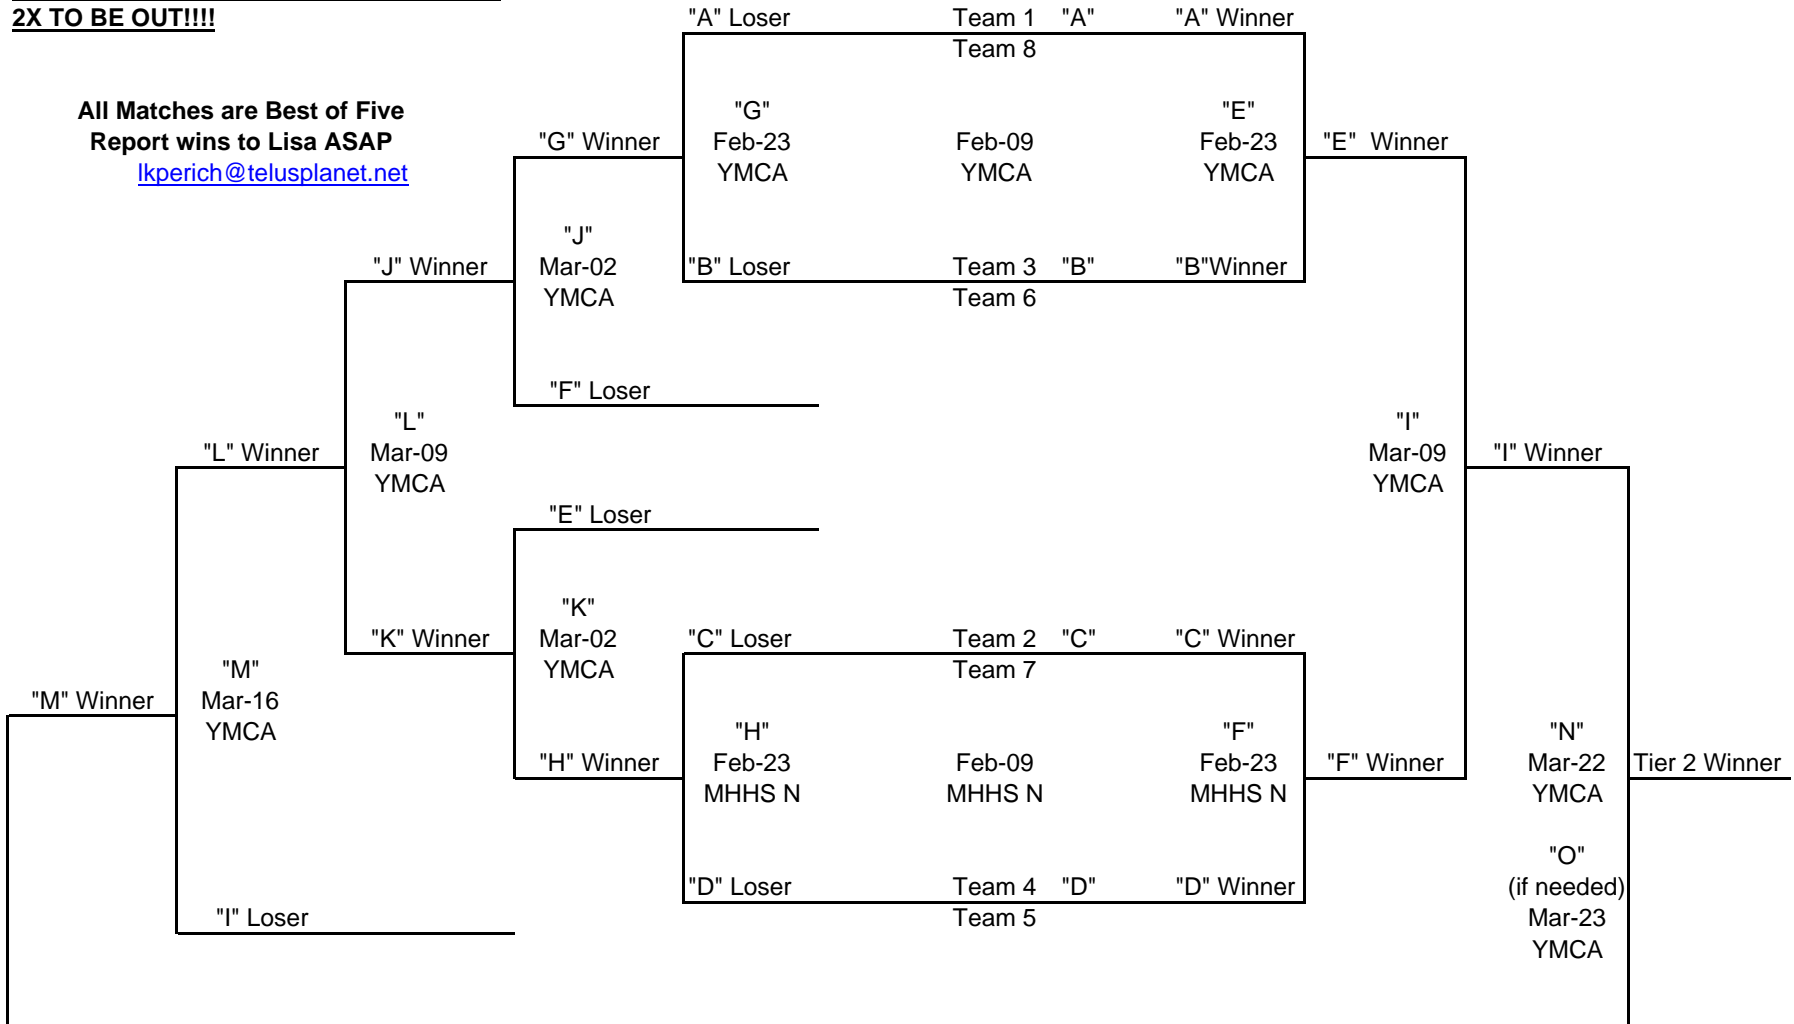 2X TO BE OUT!!!!
"A" Loser Team 1 "A" "A" Winner
Team 8
All Matches are Best of Five "G" "E"
Report wins to Lisa ASAP "G" Winner Feb-23 Feb-09 Feb-23 "E" Winner
lkperich@telusplanet.net YMCA YMCA YMCA
"J"
"J" Winner Mar-02 "B" Loser Team 3 "B" "B"Winner
YMCA Team 6
"F" Loser
"L" "I"
"L" Winner Mar-09 Mar-09 "I" Winner
YMCA YMCA
"E" Loser
"K"
"K" Winner Mar-02 "C" Loser Team 2 "C" "C" Winner
"M" YMCA Team 7
"M" Winner Mar-16
YMCA "H" "F" "N"
"H" Winner Feb-23 Feb-09 Feb-23 "F" Winner Mar-22 Tier 2 Winner
MHHS N MHHS N MHHS N YMCA
"O"
"D" Loser Team 4 "D" "D" Winner (if needed)
"I" Loser Team 5 Mar-23
YMCA